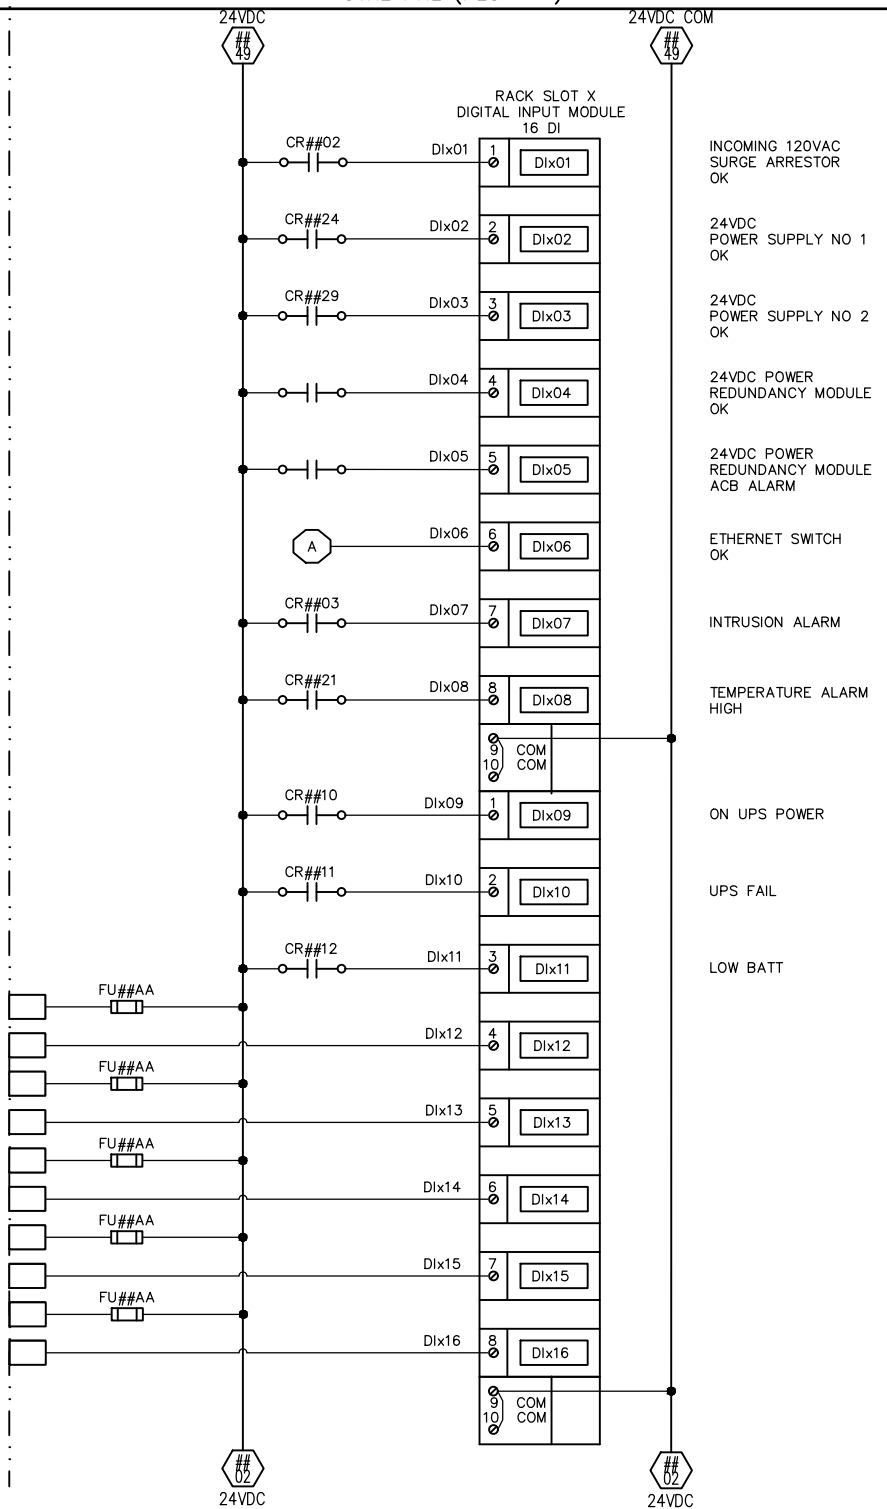 24VDC
24VDC COM
##
49
##
49
RACK SLOT X
DIGITAL INPUT MODULE
16 DI
CR##02
DIx01
1
DIx01
INCOMING 120VAC
SURGE ARRESTOR
OK
CR##24
DIx02
2
DIx02
24VDC
POWER SUPPLY NO 1
OK
CR##29
DIx03
3
DIx03
24VDC
POWER SUPPLY NO 2
OK
DIx04
4
DIx04
24VDC POWER
REDUNDANCY MODULE
OK
DIx05
5
DIx05
24VDC POWER
REDUNDANCY MODULE
ACB ALARM
A
DIx06
6
DIx06
ETHERNET SWITCH
OK
CR##03
DIx07
7
DIx07
INTRUSION ALARM
CR##21
DIx08
8
DIx08
TEMPERATURE ALARM
HIGH
9 COM
10 COM
CR##10
DIx09
1
DIx09
ON UPS POWER
CR##11
DIx10
2
DIx10
UPS FAIL
CR##12
DIx11
3
DIx11
LOW BATT
FU##AA
DIx12
4
DIx12
FU##AA
DIx13
5
DIx13
FU##AA
DIx14
6
DIx14
FU##AA
DIx15
7
DIx15
FU##AA
DIx16
8
DIx16
9 COM
10 COM
##
02
##
02
24VDC
24VDC